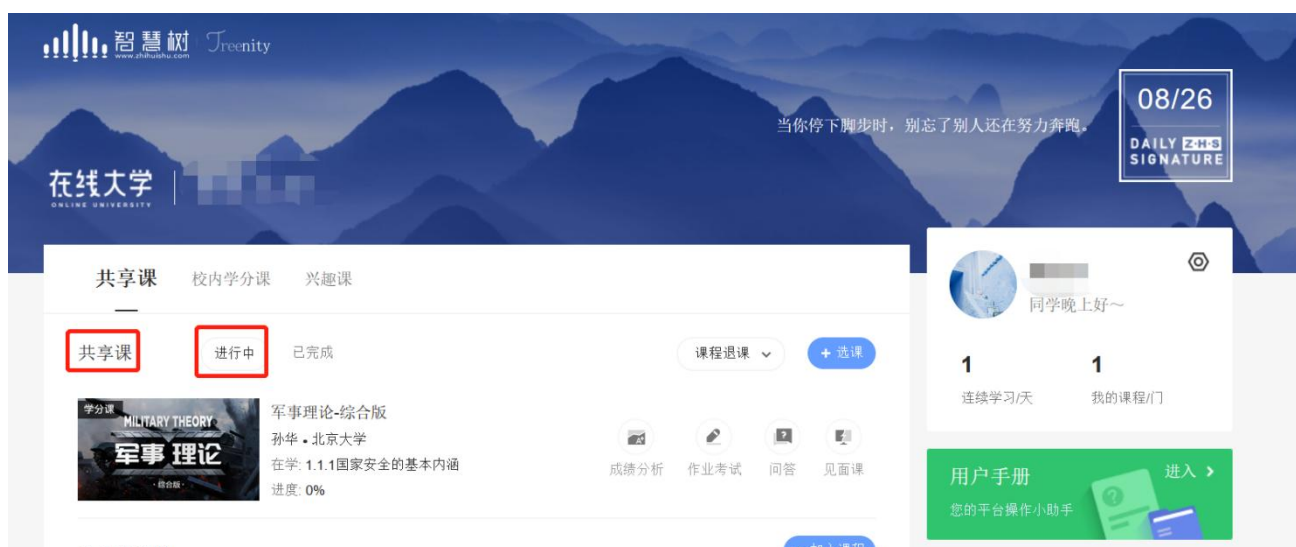 智慧树 Treenity
www.zhihuishu.com
08/26
当你停下脚步时，别忘了别人还在努力奔跑。
DAILY Z·H·S
SIGNATURE
在线大学
ONLINE UNIVERSITY
共享课 校内学分课 兴趣课
同学晚上好～
共享课 进行中 已完成 课程退课 + 选课
1 1
连续学习/天 我的课程/门
学分课
MILITARY THEORY
军事 理论
·综合版·
军事理论-综合版
孙华 • 北京大学
在学: 1.1.1国家安全的基本内涵
进度: 0%
成绩分析 作业考试 问答 见面课
用户手册 进入 >
您的平台操作小助手